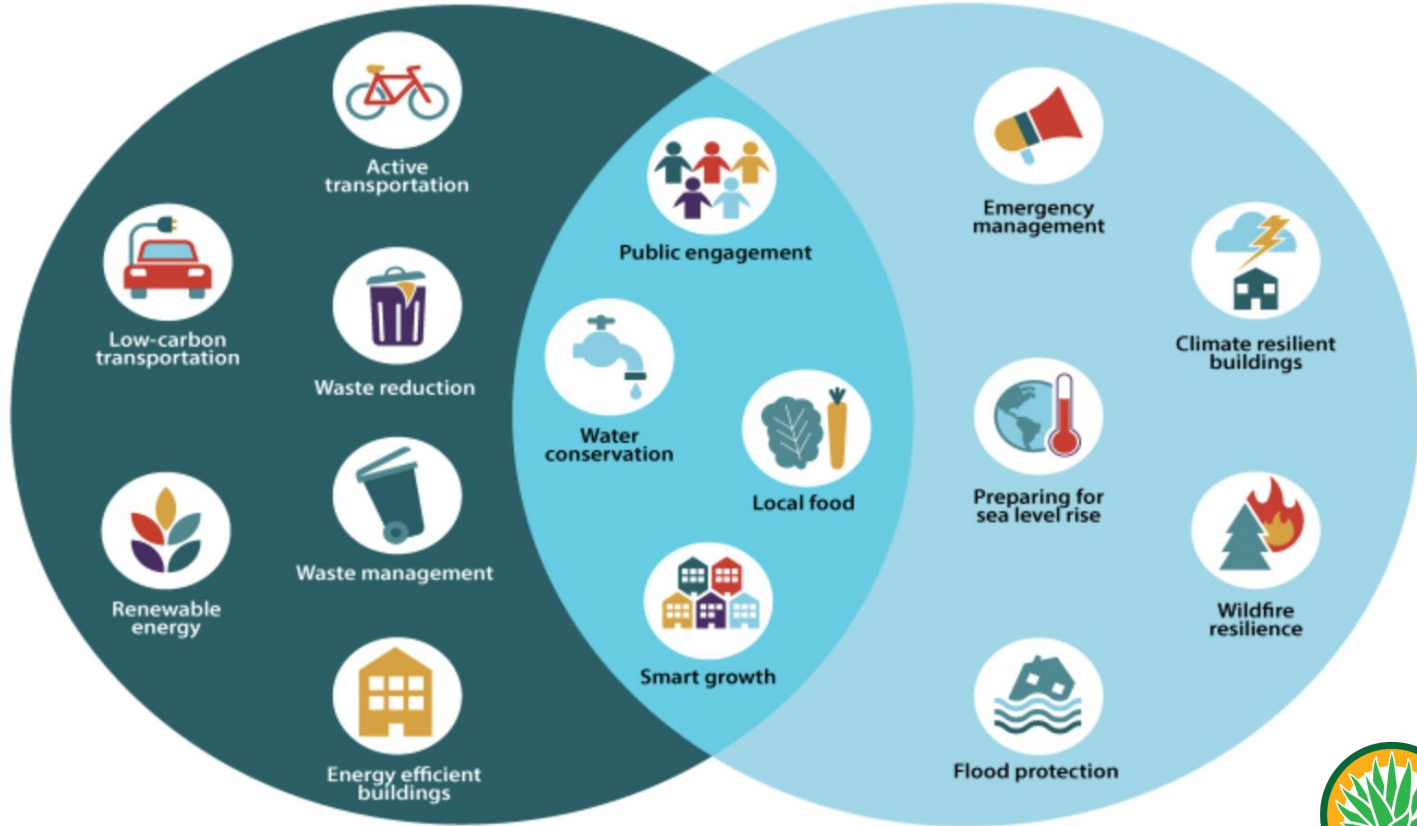 Active
transportation
Low-carbon
transportation
Waste reduction
Waste management
Renewable
energy
Energy efficient
buildings
Public engagement
Water
conservation
Local food
Smart growth
Emergency
management
Climate resilient
buildings
Preparing for
sea level rise
Wildfire
resilience
Flood protection